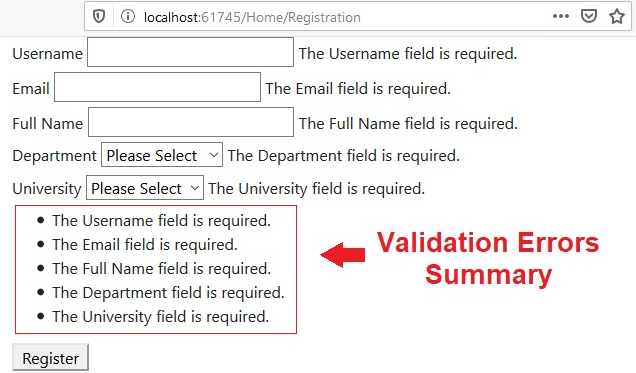 localhost:61745/Home/Registration
Username The Username field is required.
Email The Email field is required.
Full Name The Full Name field is required.
Department Please Select The Department field is required.
University Please Select The University field is required.
• The Username field is required.
• The Email field is required.
• The Full Name field is required.
• The Department field is required.
• The University field is required.
Validation Errors
Summary
Register